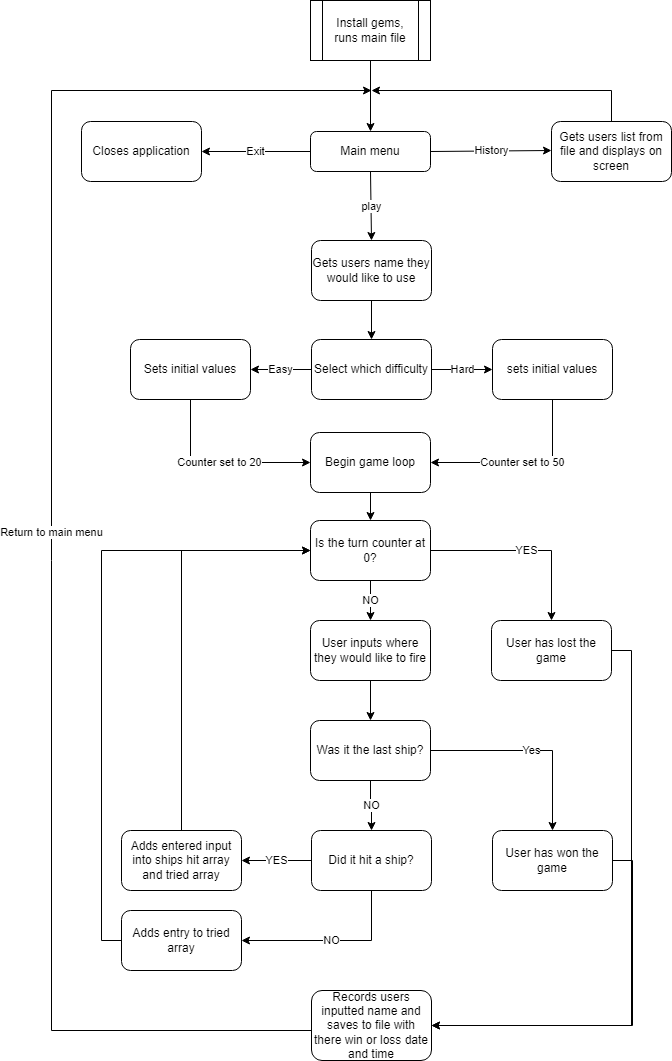 Install gems,
runs main file
Closes application
Exit
Main menu
History
Gets users list from
file and displays on
screen
play
Gets users name they
would like to use
Sets initial values
Easy
Select which difficulty
Hard
sets initial values
Counter set to 20
Begin game loop
Counter set to 50
Return to main menu
Is the turn counter at
0?
YES
NO
User inputs where
they would like to fire
User has lost the
game
Was it the last ship?
Yes
NO
Adds entered input
into ships hit array
and tried array
YES
Did it hit a ship?
User has won the
game
Adds entry to tried
array
NO
Records users
inputted name and
saves to file with
there win or loss date
and time